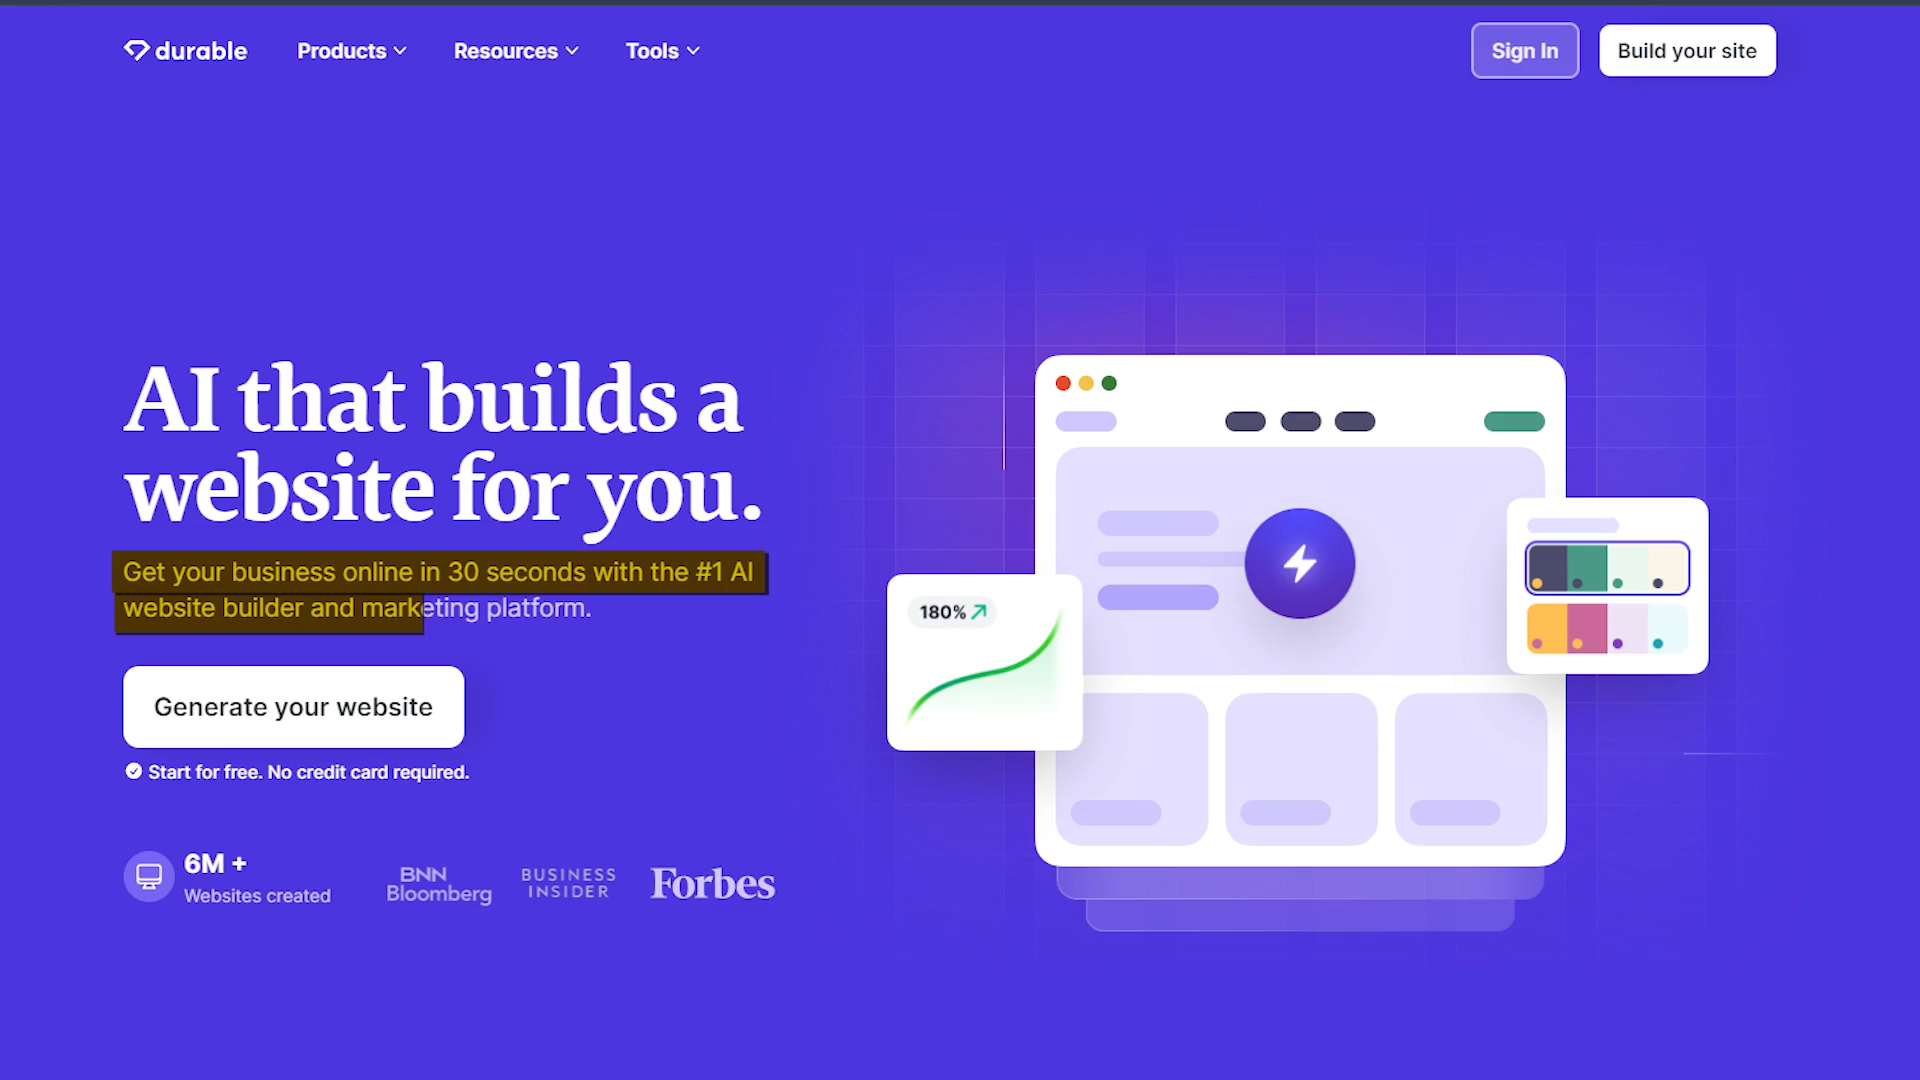 durable
Products
Resources
Tools
Sign In
Build your site
AI that builds a
website for you.
Get your business online in 30 seconds with the #1 AI
website builder and marketing platform.
Generate your website
Start for free. No credit card required.
6M +
Websites created
BNN
Bloomberg
BUSINESS
INSIDER
Forbes
180%